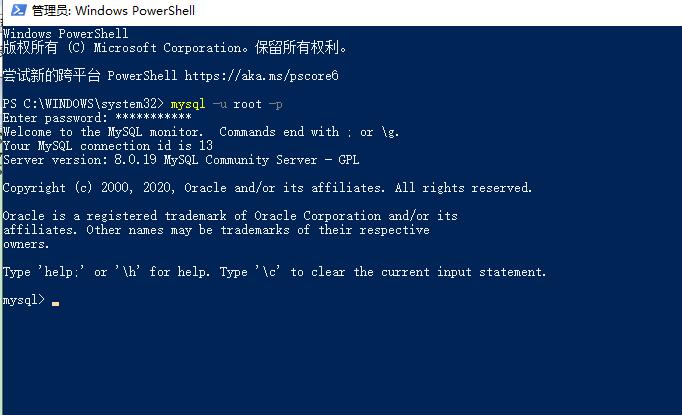 管理员: Windows PowerShell
Windows PowerShell
版权所有 (C) Microsoft Corporation。保留所有权利。
尝试新的跨平台 PowerShell https://aka.ms/pscore6
PS C:\WINDOWS\system32> mysql -u root -p
Enter password: ***********
Welcome to the MySQL monitor.  Commands end with ; or \g.
Your MySQL connection id is 13
Server version: 8.0.19 MySQL Community Server - GPL
Copyright (c) 2000, 2020, Oracle and/or its affiliates. All rights reserved.
Oracle is a registered trademark of Oracle Corporation and/or its
affiliates. Other names may be trademarks of their respective
owners.
Type 'help;' or '\h' for help. Type '\c' to clear the current input statement.
mysql>